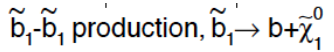 b̃₁-b̃₁ production, b̃₁→ b+χ̃₁⁰